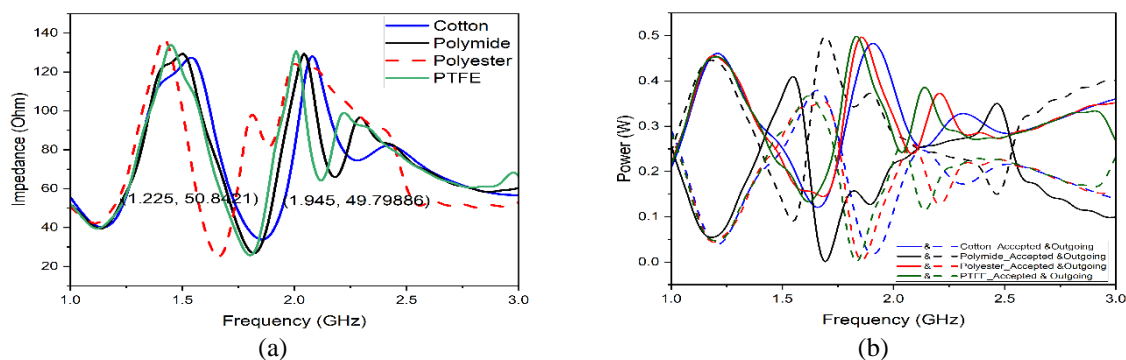 140
120
100
80
60
40
20
Impedance (Ohm)
Cotton
Polymide
Polyester
PTFE
(1.225, 50.8421)
(1.945, 49.79886)
1.0 1.5 2.0 2.5 3.0
Frequency (GHz)
(a)
0.5
0.4
0.3
0.2
0.1
0.0
Power (W)
& Cotton_Accepted &Outgoing
& Polymide_Accepted &Outgoing
& Polyester_Accepted &Outgoing
& PTFE_Accepted & Outgoing
1.0 1.5 2.0 2.5 3.0
Frequency (GHz)
(b)